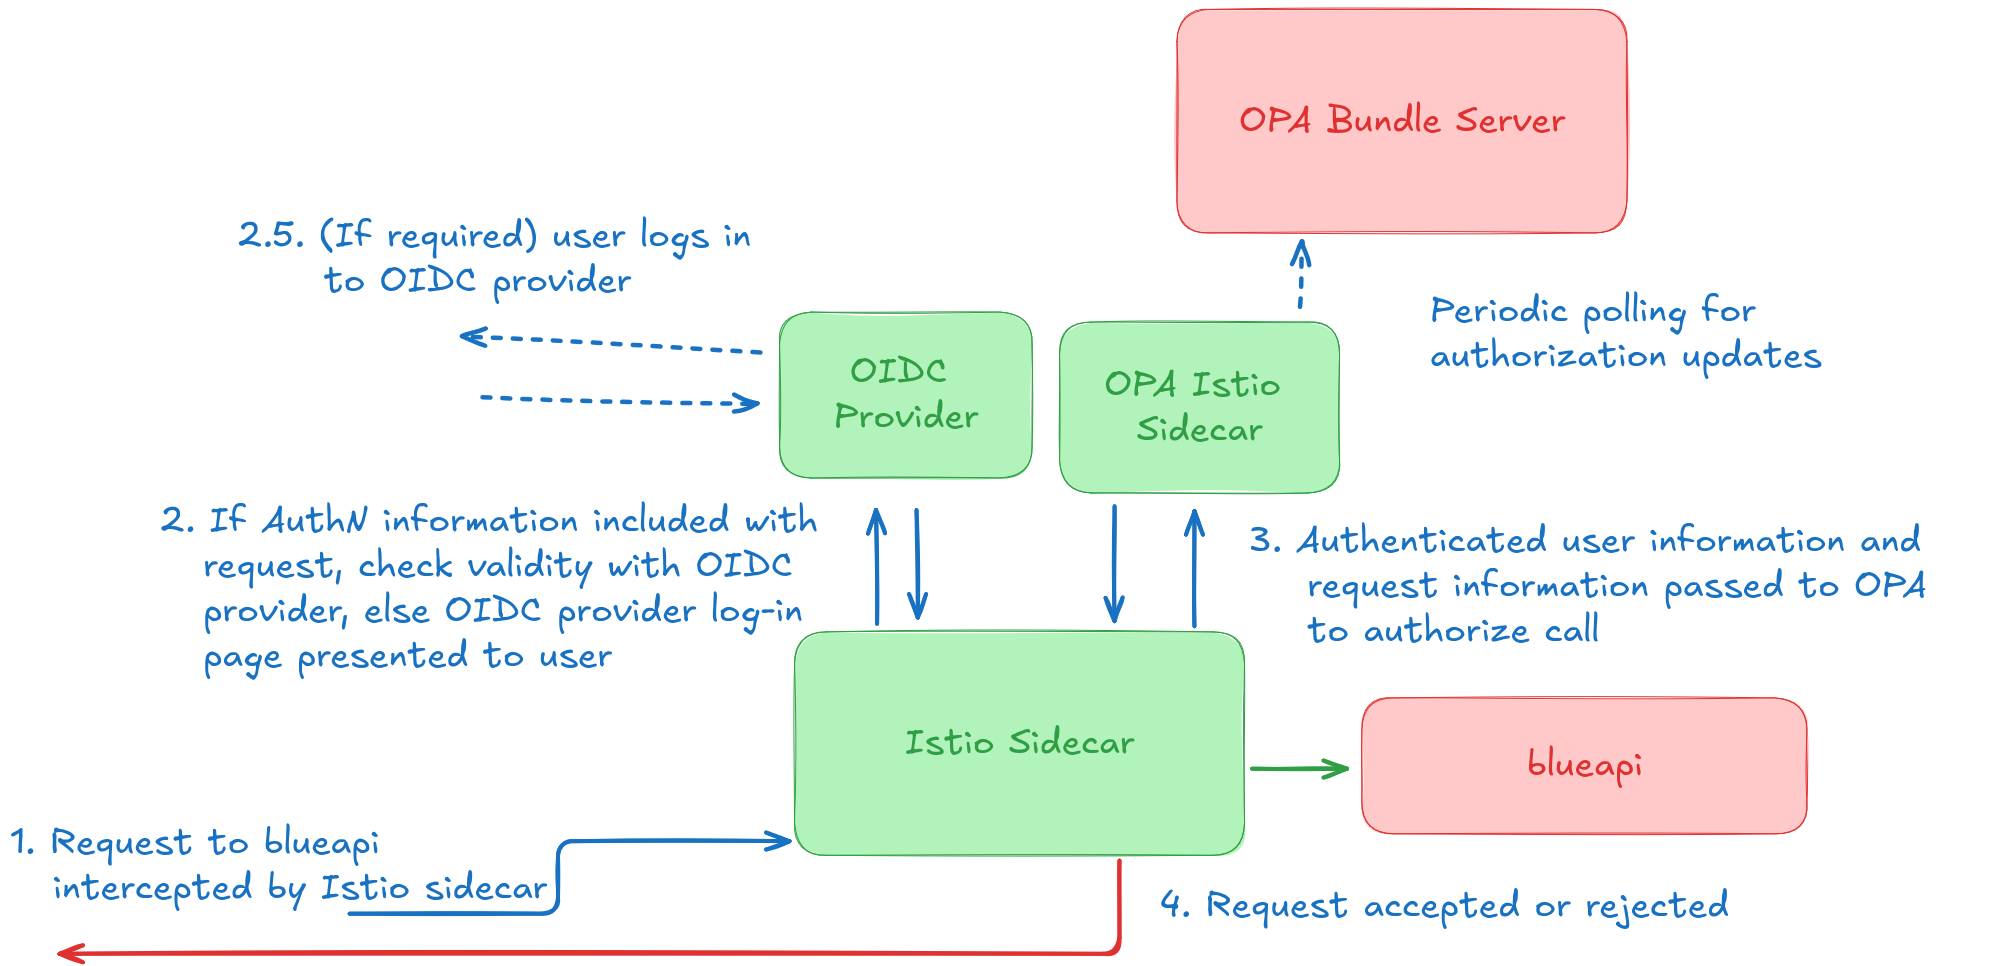 OPA Bundle Server
2.5. (If required) user logs in
to OIDC provider
Periodic polling for
authorization updates
OIDC
Provider
OPA Istio
Sidecar
2. If AuthN information included with
request, check validity with OIDC
provider, else OIDC provider log-in
page presented to user
3. Authenticated user information and
request information passed to OPA
to authorize call
Istio Sidecar
blueapi
1. Request to blueapi
intercepted by Istio sidecar
4. Request accepted or rejected